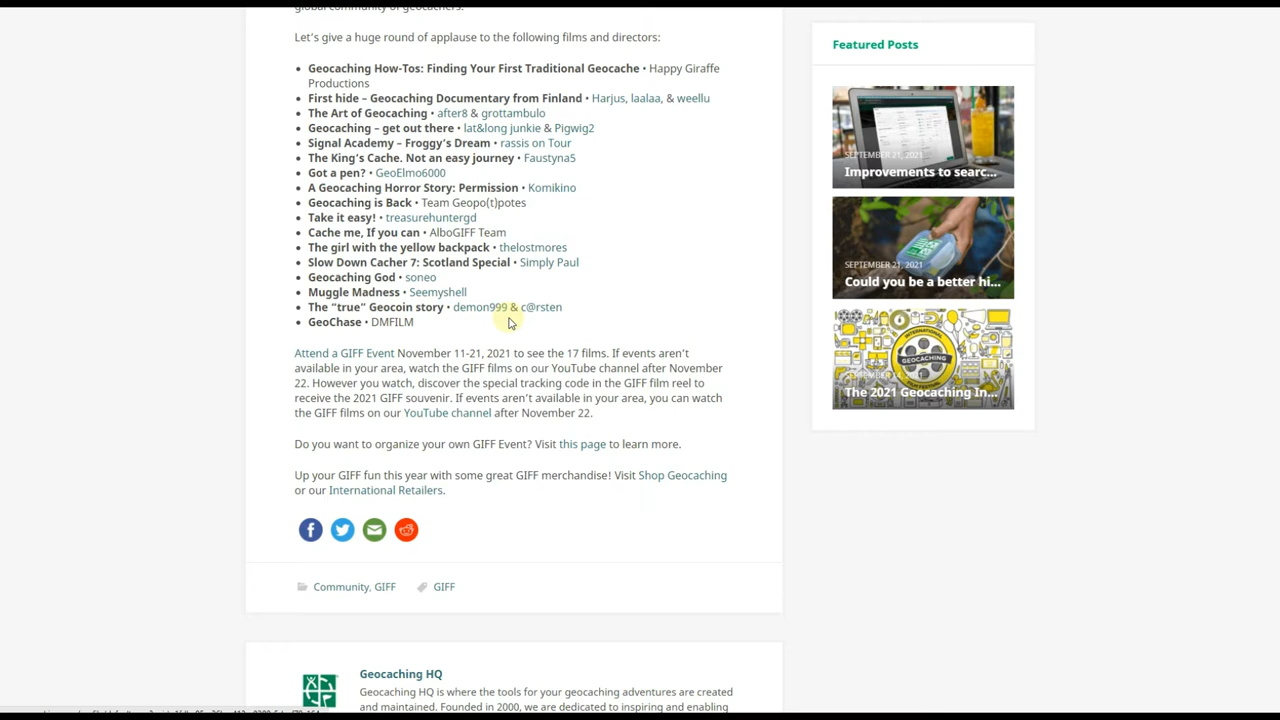 global community of geocachers.
Let's give a huge round of applause to the following films and directors:
Geocaching How-Tos: Finding Your First Traditional Geocache • Happy Giraffe
Productions
First hide – Geocaching Documentary from Finland • Harjus, laalaa, & weellu
The Art of Geocaching • after8 & grottambulo
Geocaching – get out there • lat&long junkie & Pigwig2
Signal Academy – Froggy's Dream • rassis on Tour
The King's Cache. Not an easy journey • Faustyna5
Got a pen? • GeoElmo6000
A Geocaching Horror Story: Permission • Komikino
Geocaching is Back • Team Geopo(t)potes
Take it easy! • treasurehuntergd
Cache me, If you can • AlboGIFF Team
The girl with the yellow backpack • thelostmores
Slow Down Cacher 7: Scotland Special • Simply Paul
Geocaching God • soneo
Muggle Madness • Seemyshell
The “true” Geocoin story • demon999 & c@rsten
GeoChase • DMFILM
Attend a GIFF Event November 11-21, 2021 to see the 17 films. If events aren't
available in your area, watch the GIFF films on our YouTube channel after November
22. However you watch, discover the special tracking code in the GIFF film reel to
receive the 2021 GIFF souvenir. If events aren't available in your area, you can watch
the GIFF films on our YouTube channel after November 22.
Do you want to organize your own GIFF Event? Visit this page to learn more.
Up your GIFF fun this year with some great GIFF merchandise! Visit Shop Geocaching
or our International Retailers.
Community, GIFF
GIFF
Geocaching HQ
Geocaching HQ is where the tools for your geocaching adventures are created
and maintained. Founded in 2000, we are dedicated to inspiring and enabling
Featured Posts
SEPTEMBER 21, 2021
Improvements to searc...
SEPTEMBER 21, 2021
Could you be a better hi...
INTERNATIONAL
GEOCACHING
SEPTEMBER 14, 2021
The 2021 Geocaching In...